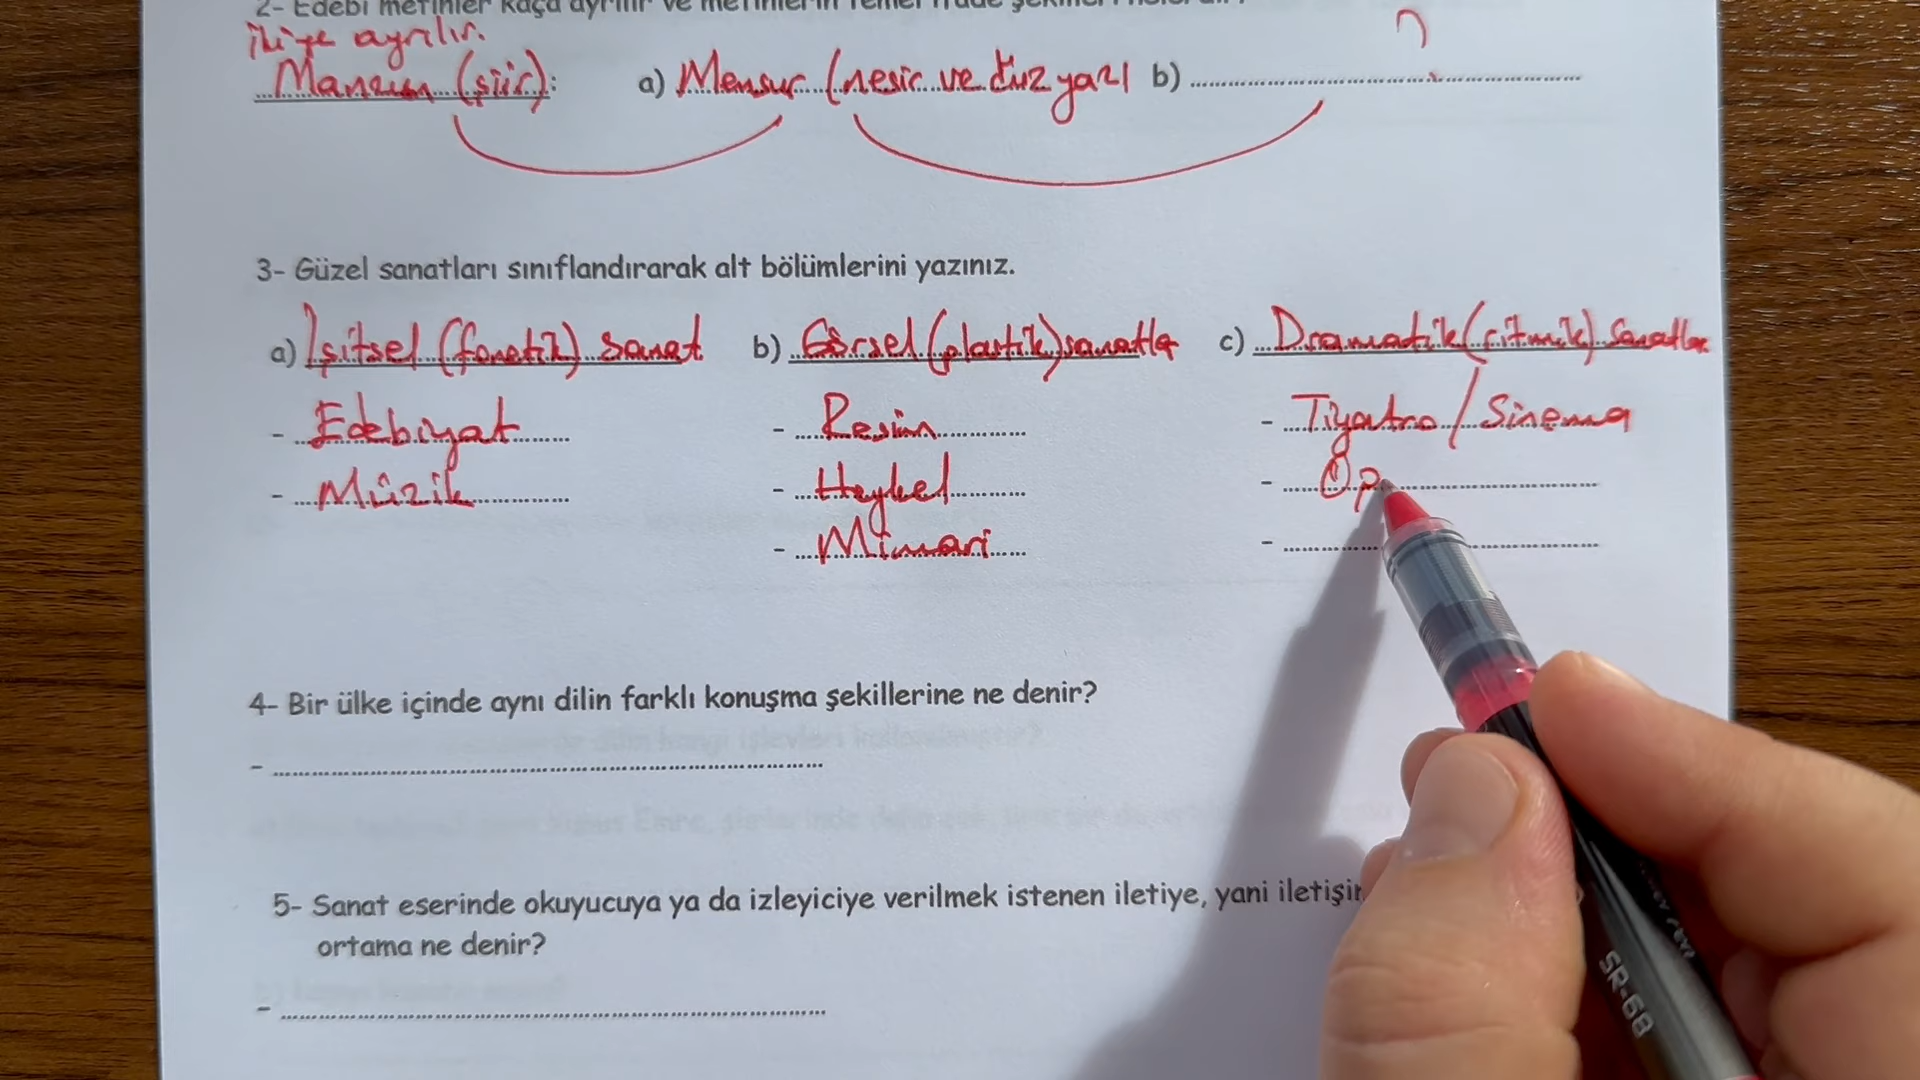 2- Edebi metinler kaça ayrılır ve metinlerin temel ifade şekilleri nelerdir?
İkiye ayrılır.
Manzum (şiir): a) Mensur (nesir ve düz yazı b)
3- Güzel sanatları sınıflandırarak alt bölümlerini yazınız.
a) İşitsel (fonetik) sanat b) Görsel (plastik) sanatlar c) Dramatik (ritmik) Sanatlar
- Edebiyat - Resim - Tiyatro / Sinema
- Müzik - Heykel - Op
- Mimari -
4- Bir ülke içinde aynı dilin farklı konuşma şekillerine ne denir?
-
5- Sanat eserinde okuyucuya ya da izleyiciye verilmek istenen iletiye, yani iletişim
ortama ne denir?
-
SR-68